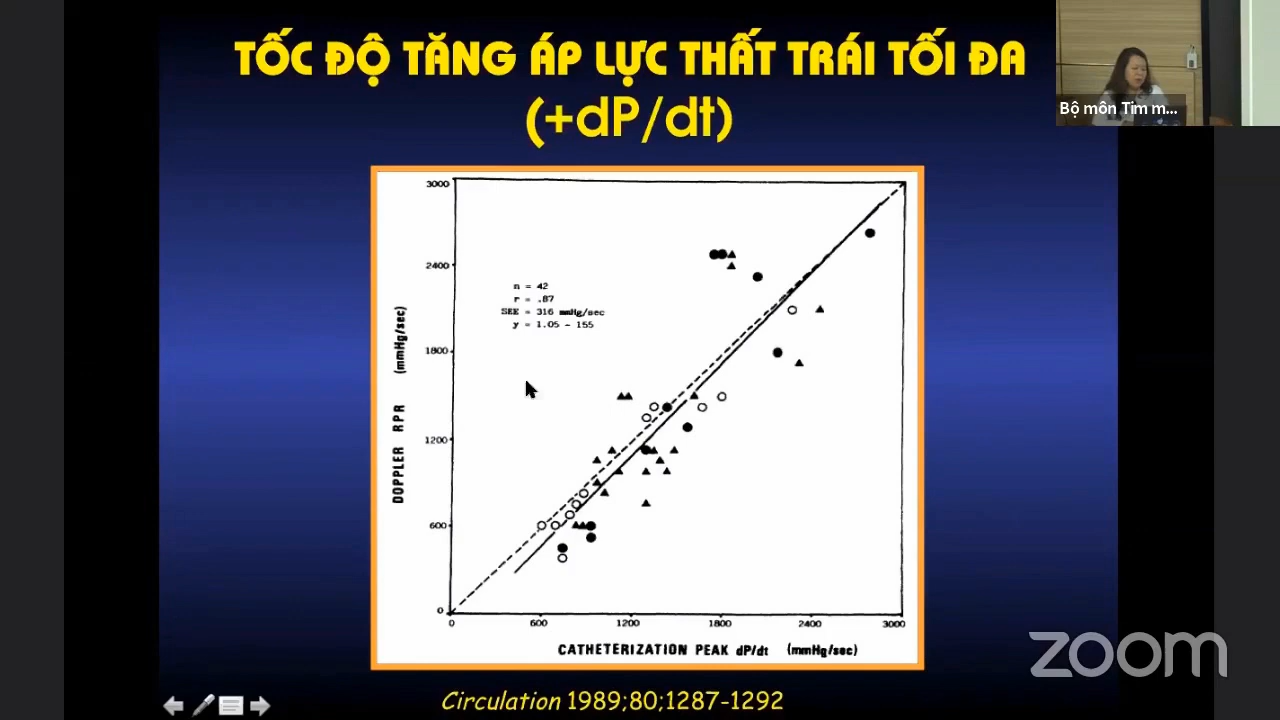 TỐC ĐỘ TĂNG ÁP LỰC THẤT TRÁI TỐI ĐA
(+dP/dt)
Bộ môn Tim m...
3000
2400
1800
1200
600
0
n = 42
r = .87
SEE = 316 mmHg/sec
y = 1.05 - 155
DOPPLER RPR (mmHg/sec)
0 600 1200 1800 2400 3000
CATHETERIZATION PEAK dP/dt (mmHg/sec)
zoom
Circulation 1989;80;1287-1292